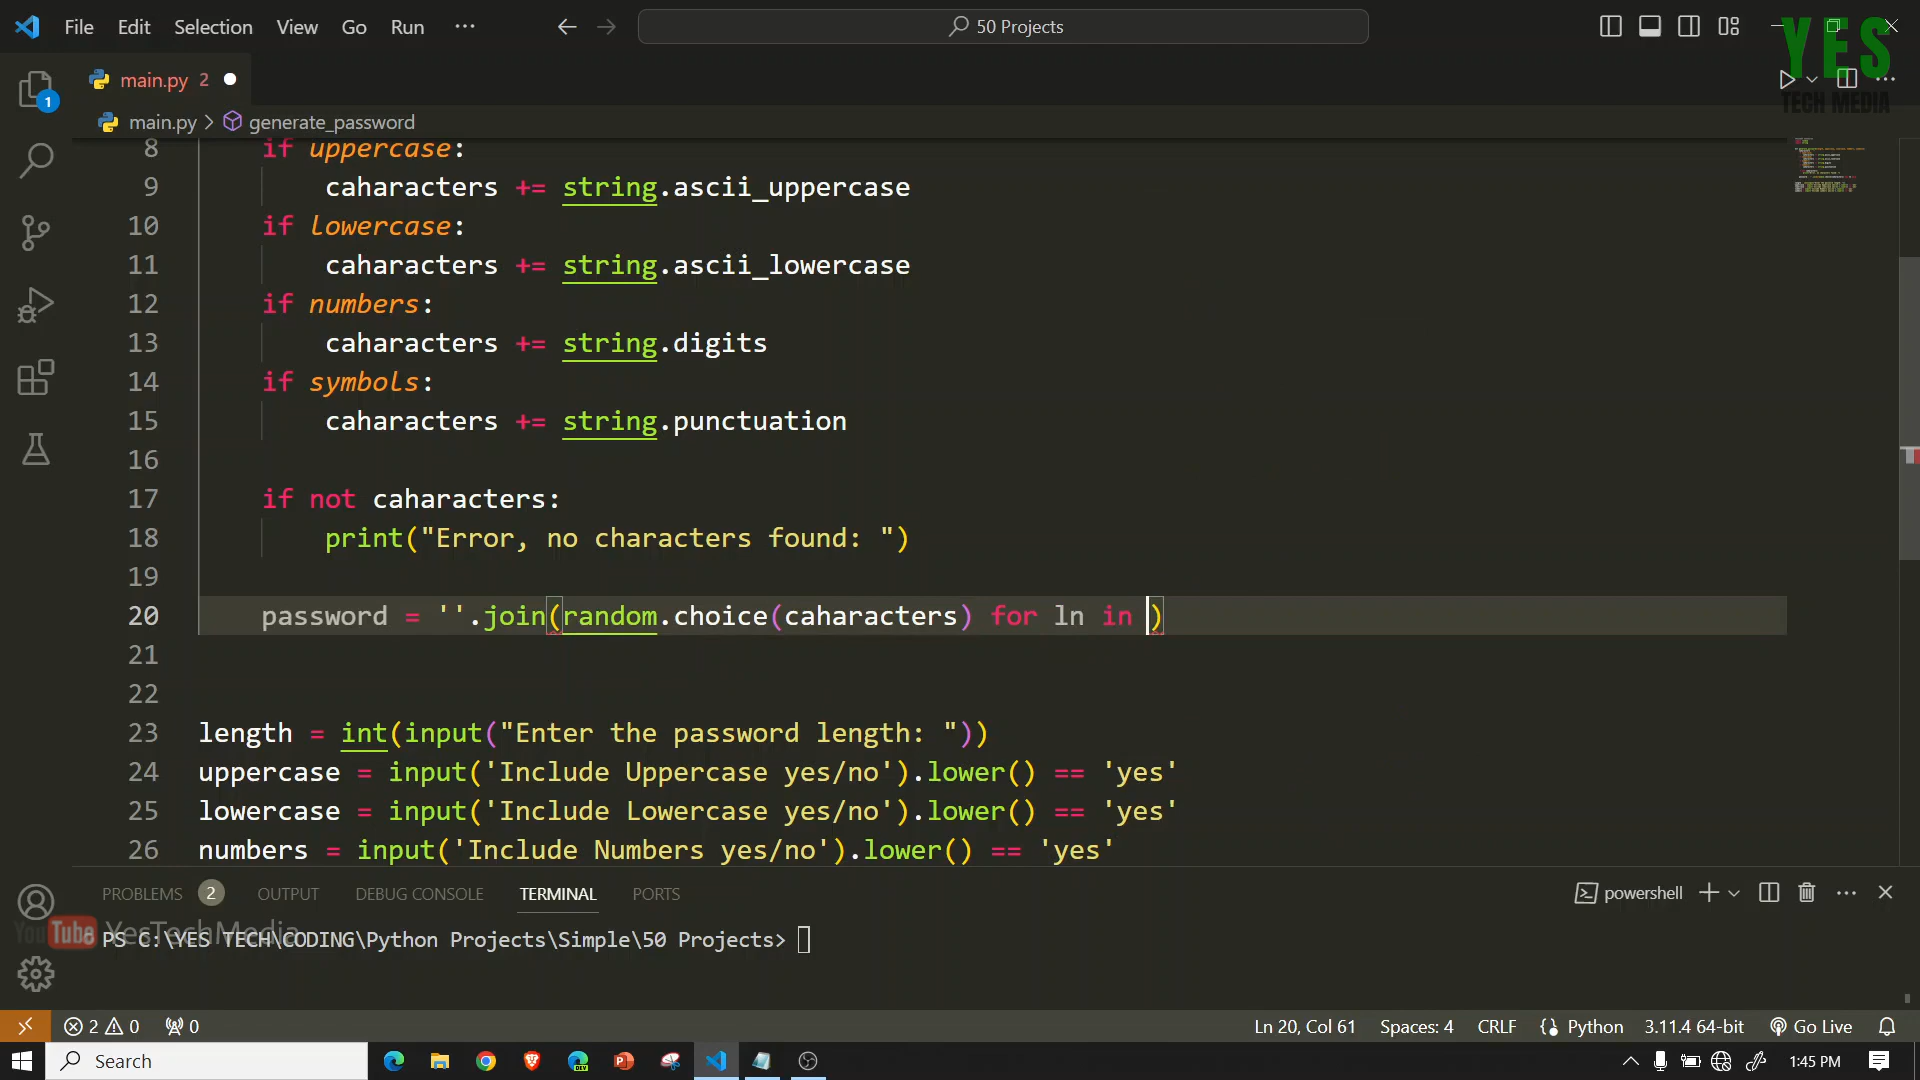 File Edit Selection View Go Run ··· 50 Projects
YES
TECH MEDIA
main.py 2
main.py > generate_password
8 if uppercase:
9 caharacters += string.ascii_uppercase
10 if lowercase:
11 caharacters += string.ascii_lowercase
12 if numbers:
13 caharacters += string.digits
14 if symbols:
15 caharacters += string.punctuation
16
17 if not caharacters:
18 print("Error, no characters found: ")
19
20 password = ''.join(random.choice(caharacters) for ln in )
21
22
23 length = int(input("Enter the password length: "))
24 uppercase = input('Include Uppercase yes/no').lower() == 'yes'
25 lowercase = input('Include Lowercase yes/no').lower() == 'yes'
26 numbers = input('Include Numbers yes/no').lower() == 'yes'
PROBLEMS 2 OUTPUT DEBUG CONSOLE TERMINAL PORTS powershell
YouTube YesTechMedia
PS C:\YES TECH\CODING\Python Projects\Simple\50 Projects>
2 0 0 Ln 20, Col 61 Spaces: 4 CRLF Python 3.11.4 64-bit Go Live
Search 1:45 PM